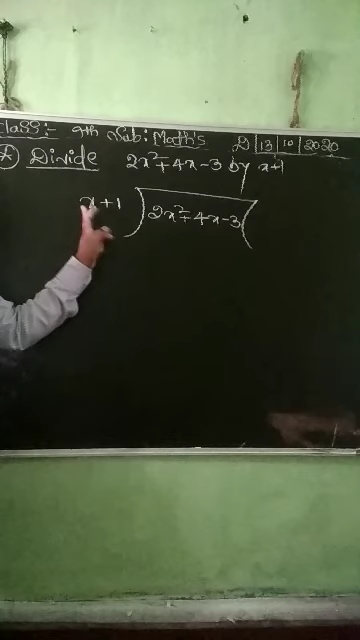 Class:- 9th Sub: Math's D|13|10|2020
* Divide 2x²+4x-3 by x+1
x+1)2x²+4x-3(